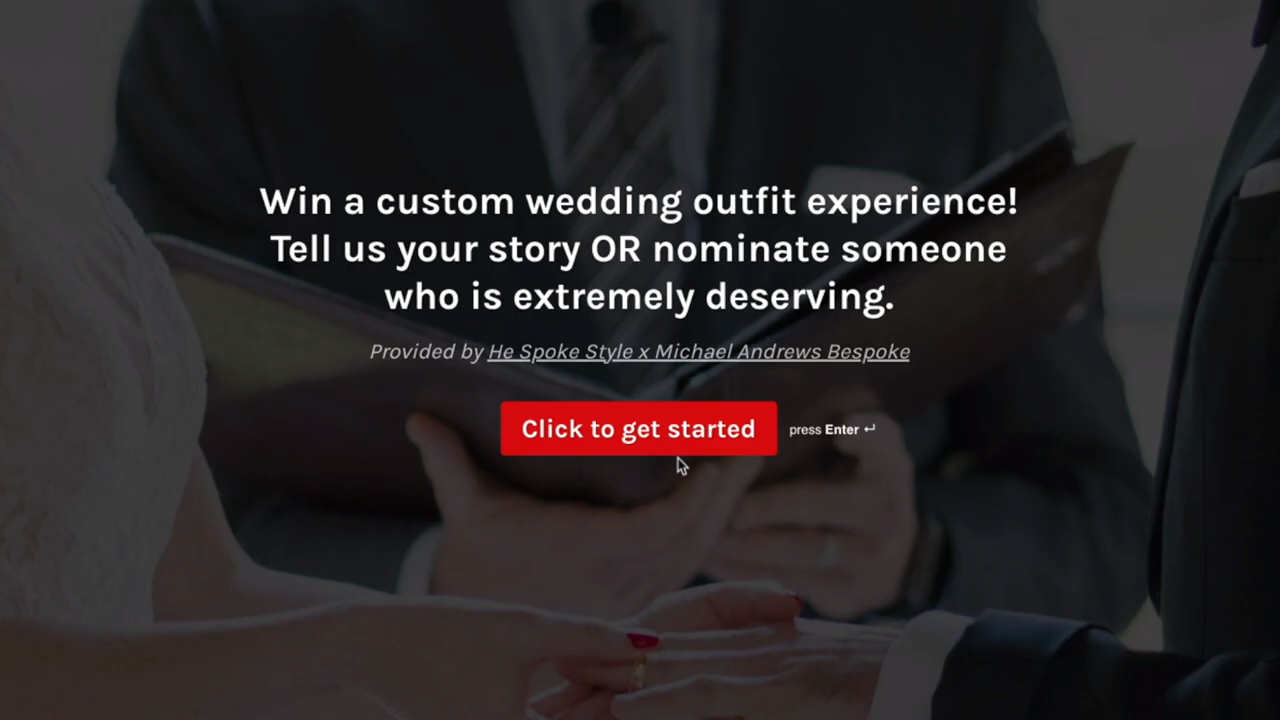 Win a custom wedding outfit experience!
Tell us your story OR nominate someone
who is extremely deserving.
Provided by He Spoke Style x Michael Andrews Bespoke
Click to get started
press Enter ↵